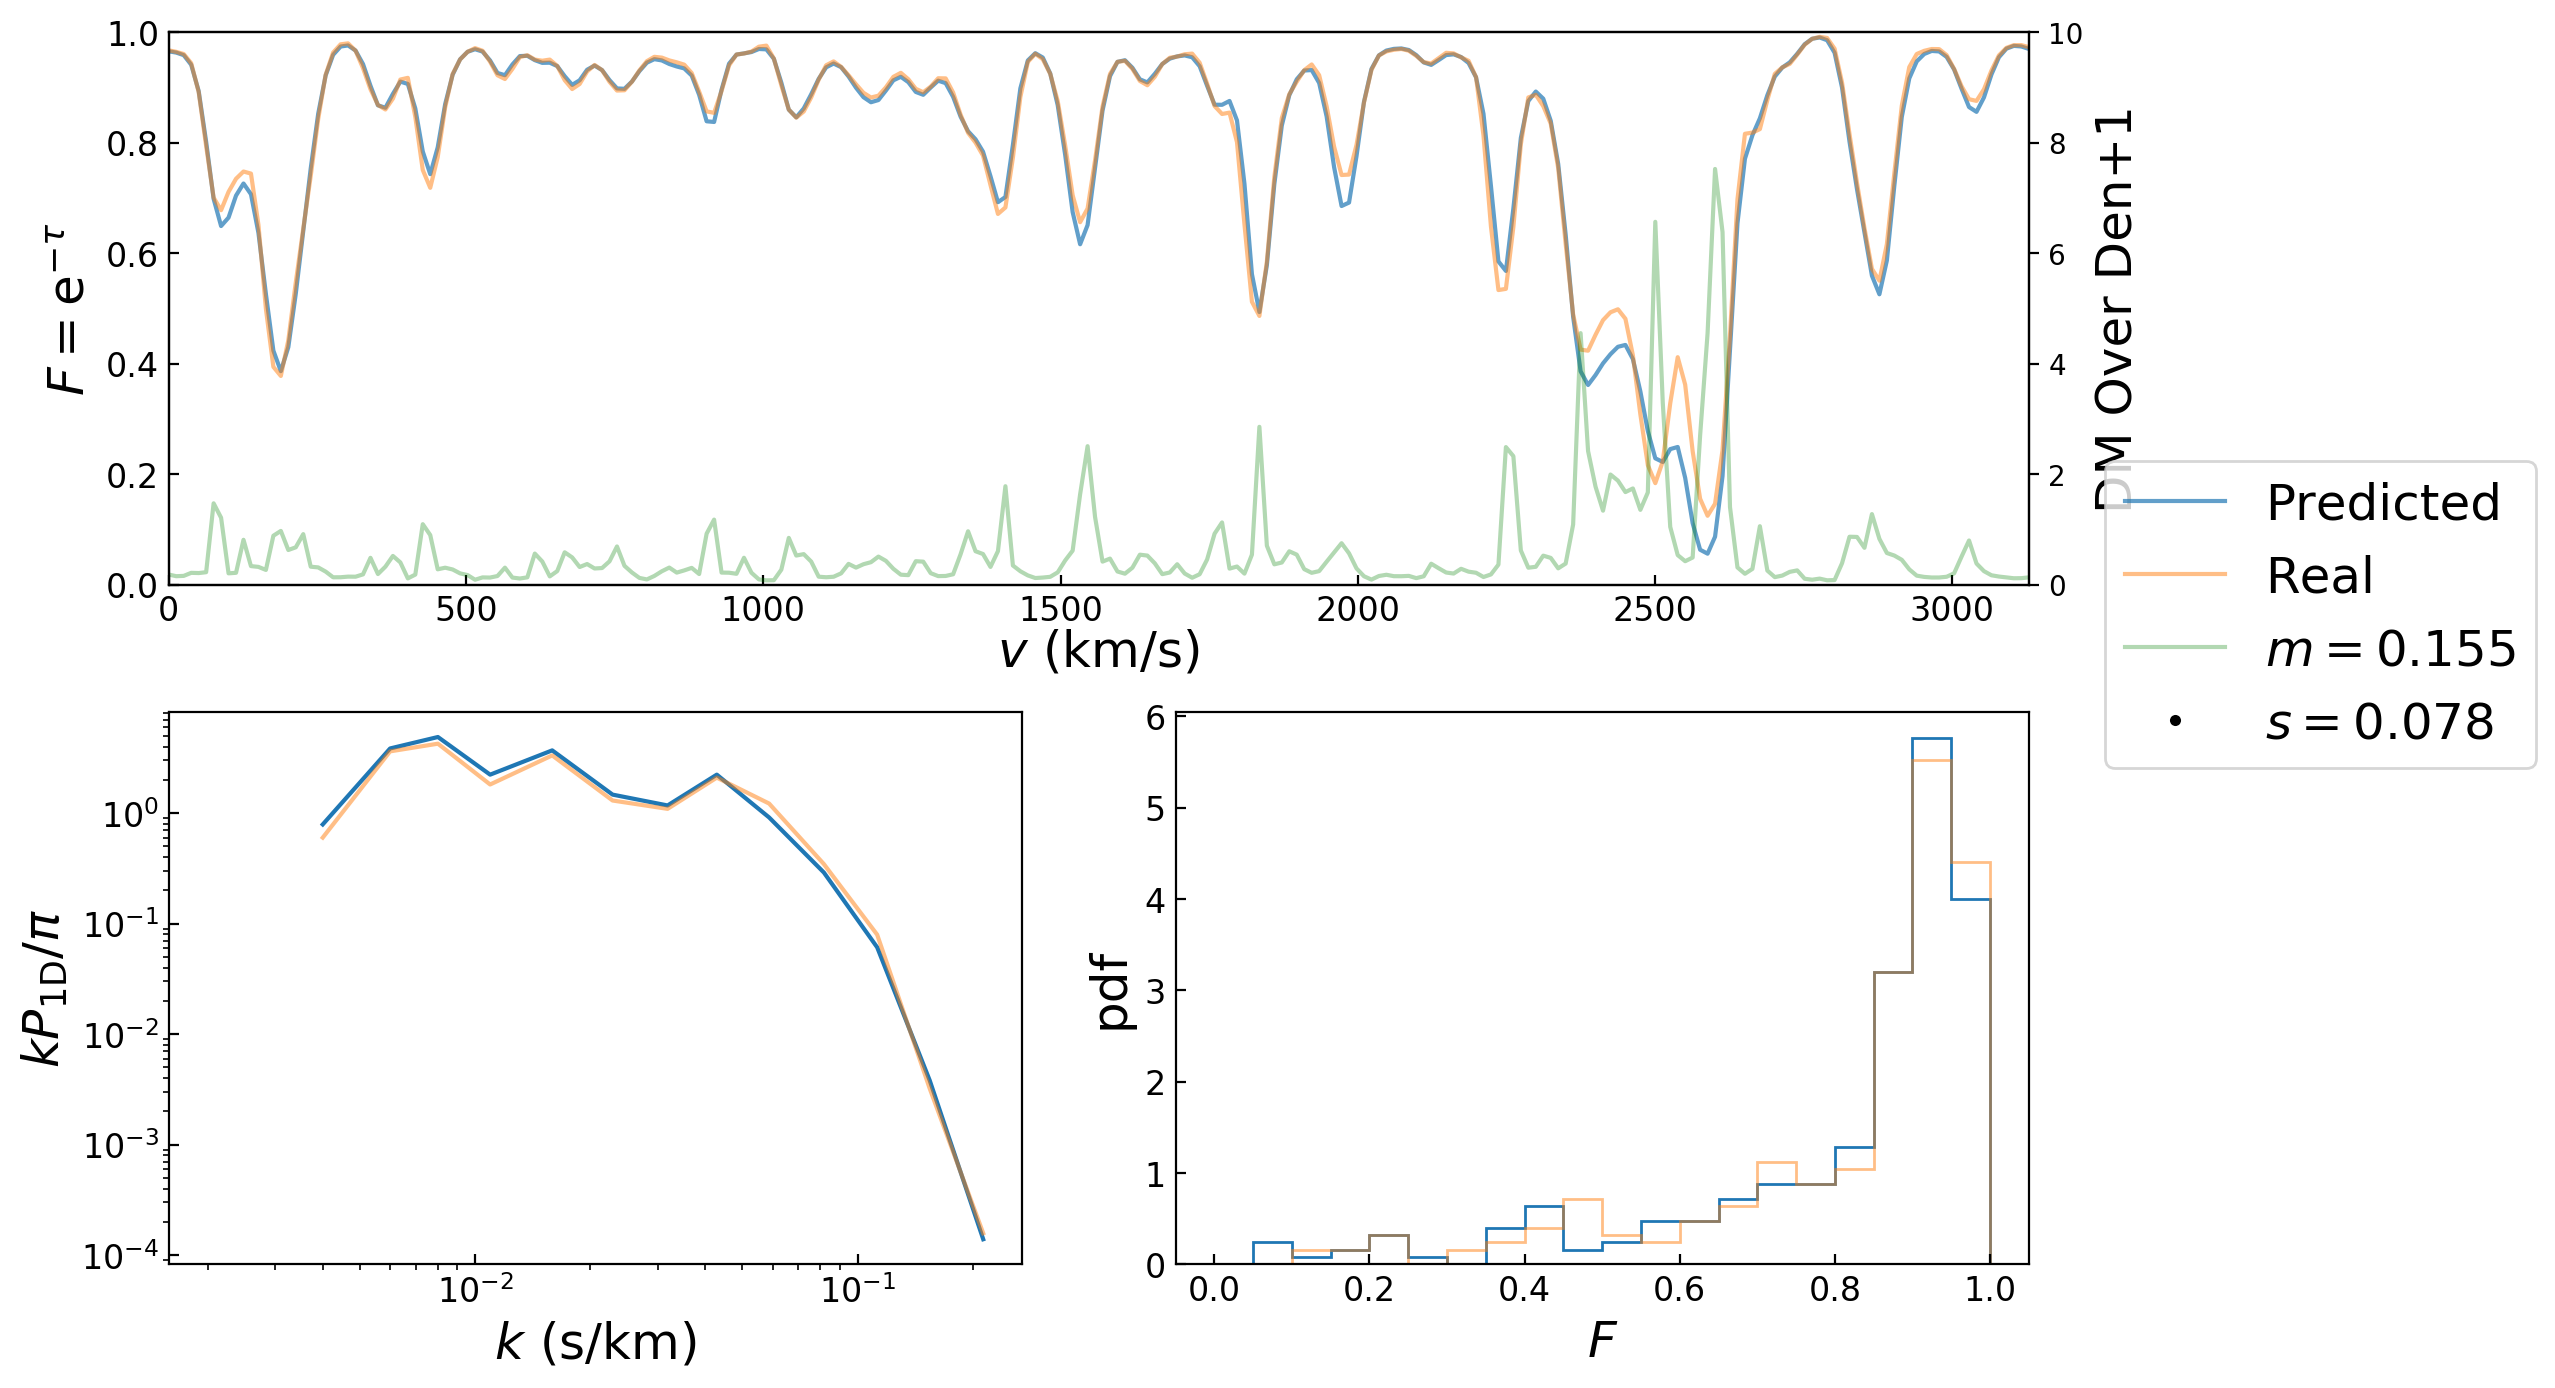 1.0
0.8
0.6
0.4
0.2
0.0
F = e^{−τ}
10
8
6
4
2
0
DM Over Den+1
0 500 1000 1500 2000 2500 3000
v (km/s)
Predicted
Real
m = 0.155
s = 0.078
10^0
10^{−1}
10^{−2}
10^{−3}
10^{−4}
kP_{1D}/π
10^{−2} 10^{−1}
k (s/km)
6
5
4
3
2
1
0
pdf
0.0 0.2 0.4 0.6 0.8 1.0
F